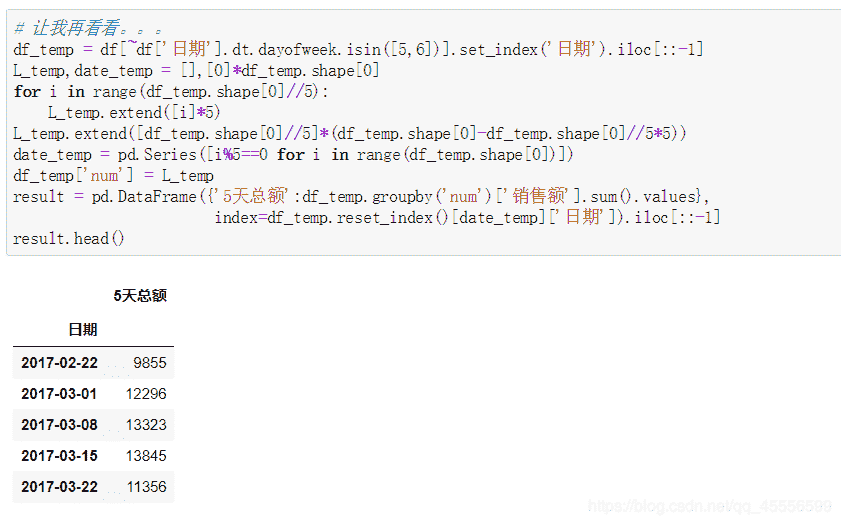 # 让我再看看。。。
df_temp = df[~df['日期'].dt.dayofweek.isin([5,6])].set_index('日期').iloc[::-1]
L_temp,date_temp = [],[0]*df_temp.shape[0]
for i in range(df_temp.shape[0]//5):
    L_temp.extend([i]*5)
L_temp.extend([df_temp.shape[0]//5]*(df_temp.shape[0]-df_temp.shape[0]//5*5))
date_temp = pd.Series([i%5==0 for i in range(df_temp.shape[0])])
df_temp['num'] = L_temp
result = pd.DataFrame({'5天总额':df_temp.groupby('num')['销售额'].sum().values},
                       index=df_temp.reset_index()[date_temp]['日期']).iloc[::-1]
result.head()
5天总额
日期
2017-02-22 9855
2017-03-01 12296
2017-03-08 13323
2017-03-15 13845
2017-03-22 11356
https://blog.csdn.net/qq_45556599